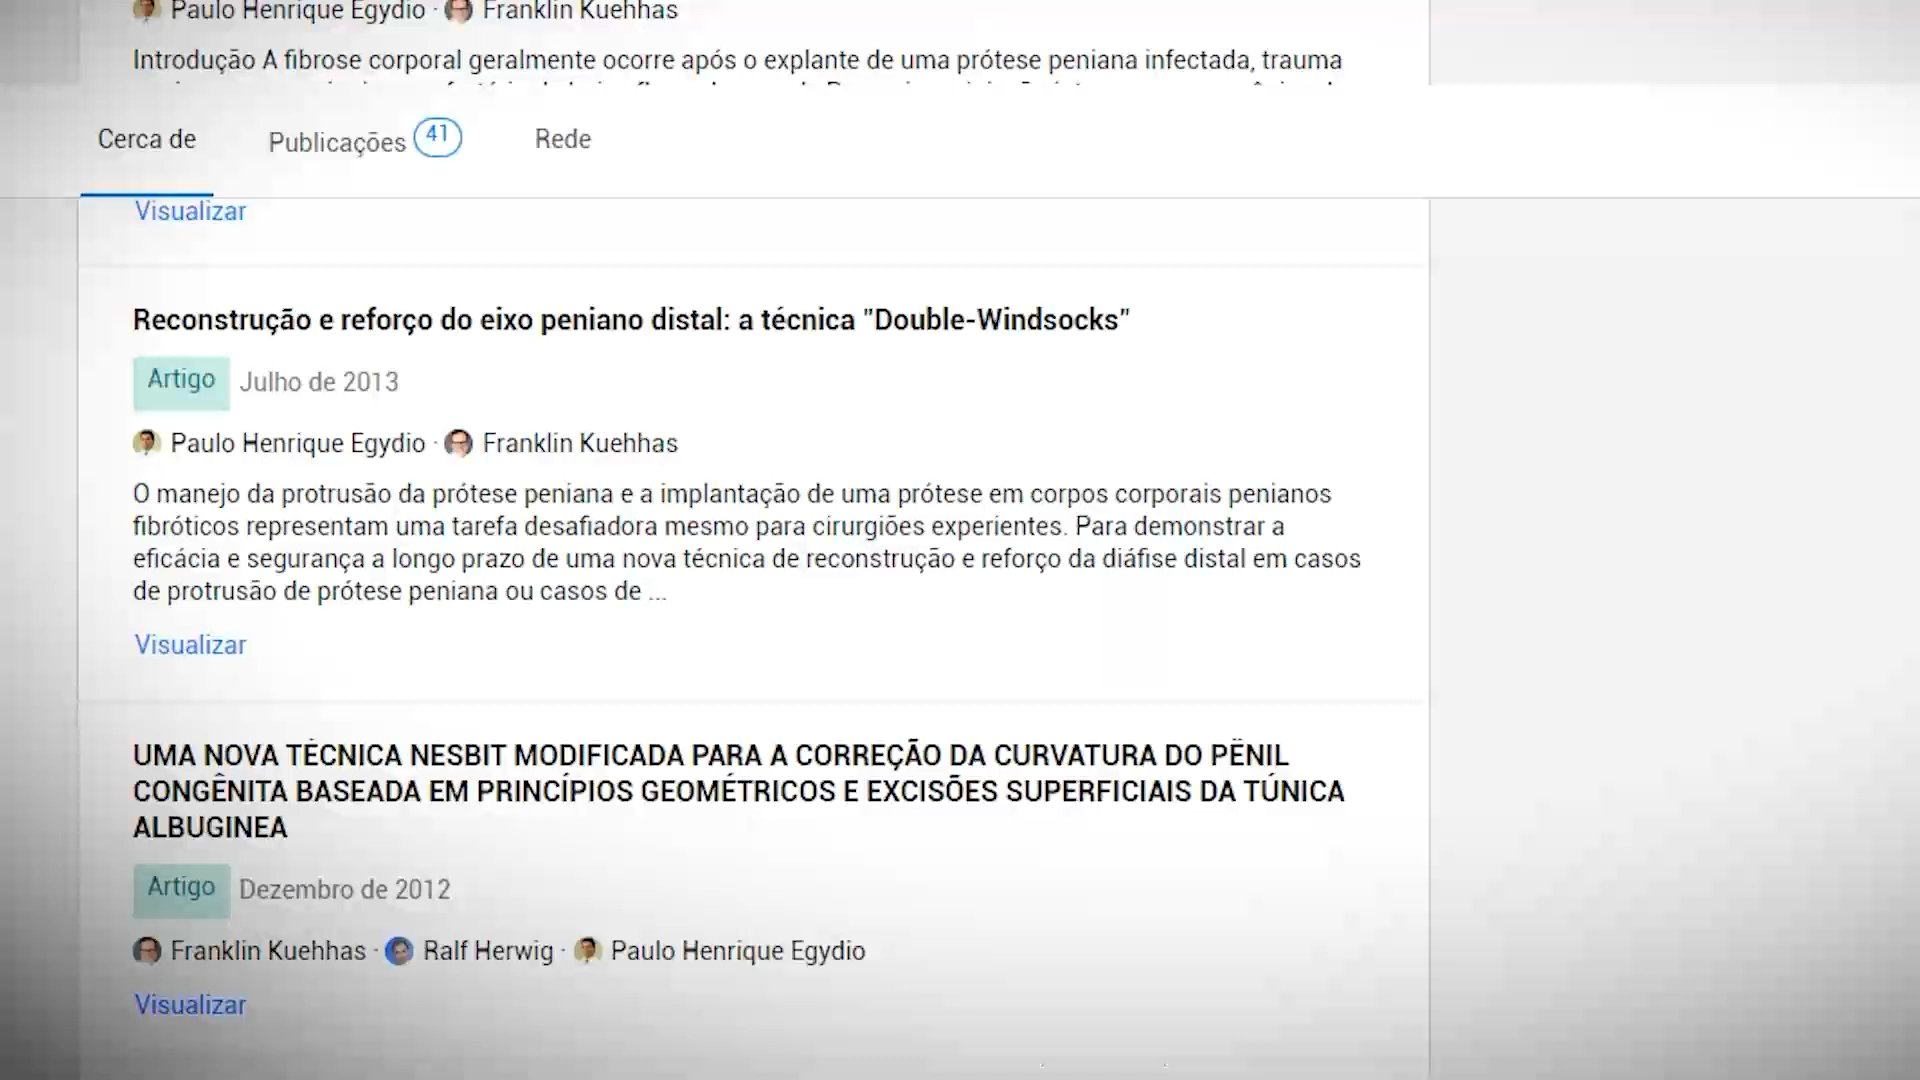 Paulo Henrique Egydio · Franklin Kuehhas
Introdução A fibrose corporal geralmente ocorre após o explante de uma prótese peniana infectada, trauma
Cerca de
Publicações 41
Rede
Visualizar
Reconstrução e reforço do eixo peniano distal: a técnica "Double-Windsocks"
Artigo Julho de 2013
Paulo Henrique Egydio · Franklin Kuehhas
O manejo da protrusão da prótese peniana e a implantação de uma prótese em corpos corporais penianos
fibróticos representam uma tarefa desafiadora mesmo para cirurgiões experientes. Para demonstrar a
eficácia e segurança a longo prazo de uma nova técnica de reconstrução e reforço da diáfise distal em casos
de protrusão de prótese peniana ou casos de ...
Visualizar
UMA NOVA TÉCNICA NESBIT MODIFICADA PARA A CORREÇÃO DA CURVATURA DO PÊNIL
CONGÊNITA BASEADA EM PRINCÍPIOS GEOMÉTRICOS E EXCISÕES SUPERFICIAIS DA TÚNICA
ALBUGINEA
Artigo Dezembro de 2012
Franklin Kuehhas · Ralf Herwig · Paulo Henrique Egydio
Visualizar